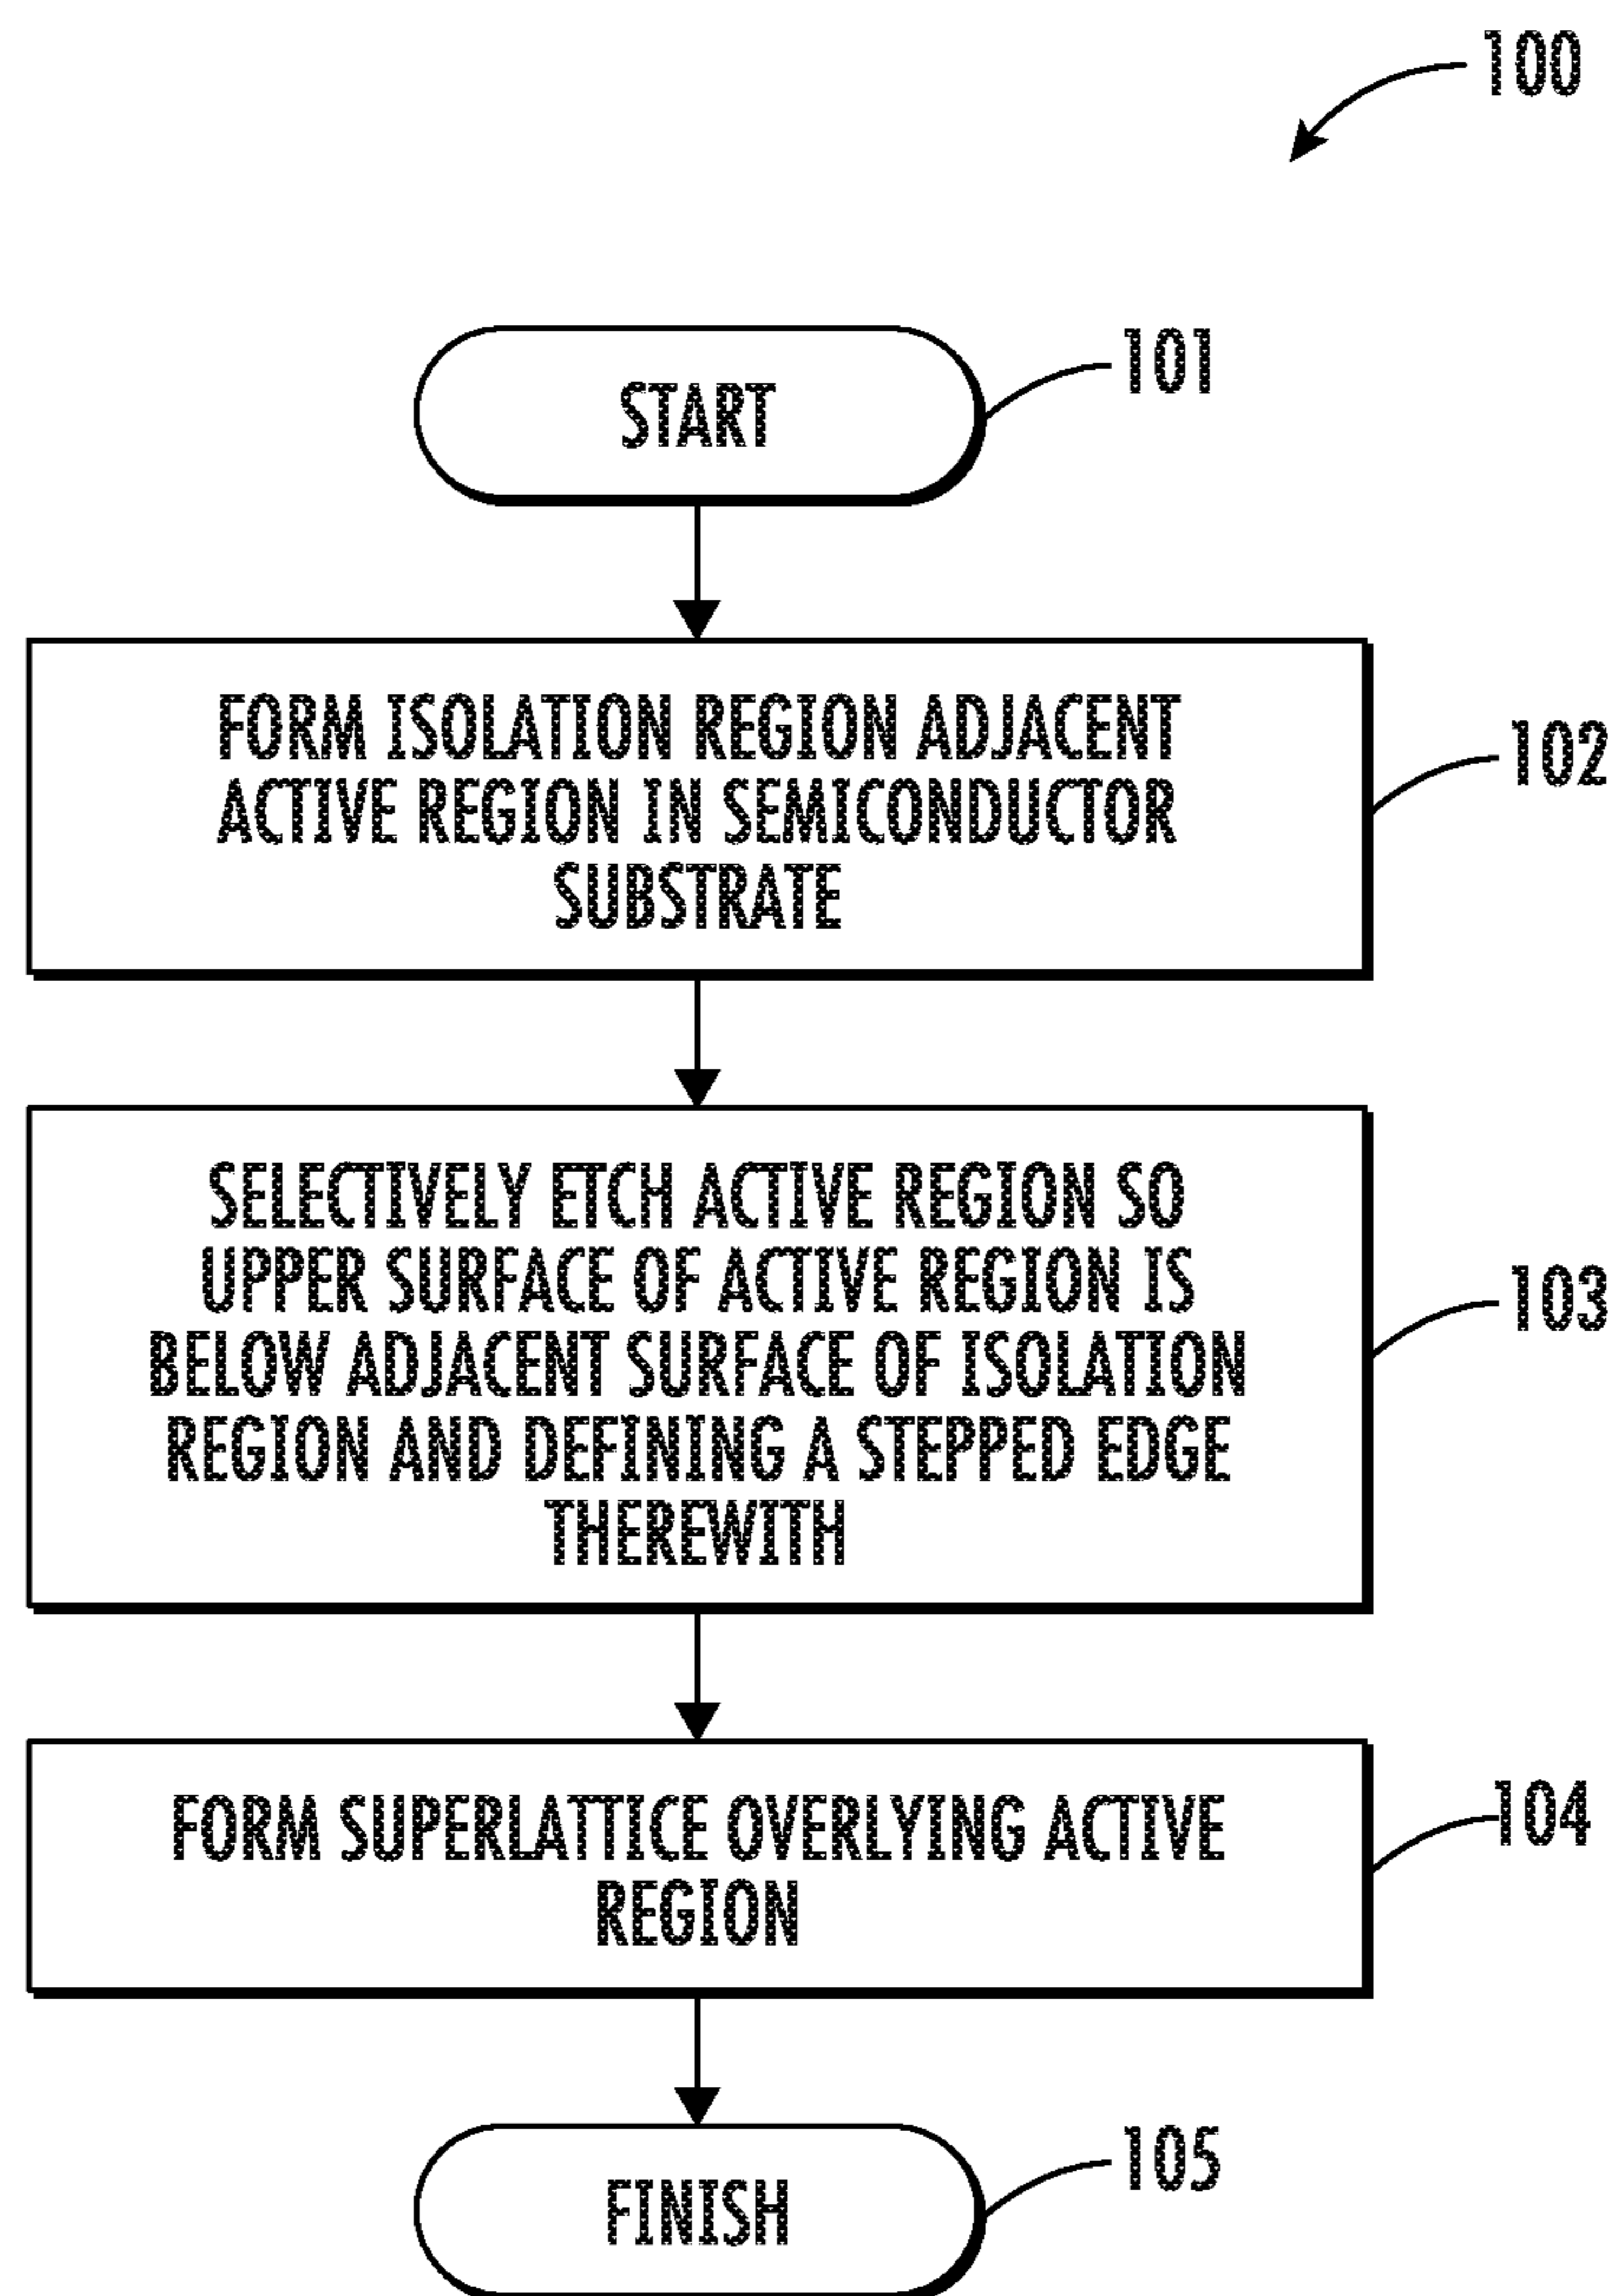 100
START
101
FORM ISOLATION REGION ADJACENT
ACTIVE REGION IN SEMICONDUCTOR
SUBSTRATE
102
SELECTIVELY ETCH ACTIVE REGION SO
UPPER SURFACE OF ACTIVE REGION IS
BELOW ADJACENT SURFACE OF ISOLATION
REGION AND DEFINING A STEPPED EDGE
THEREWITH
103
FORM SUPERLATTICE OVERLYING ACTIVE
REGION
104
FINISH
105